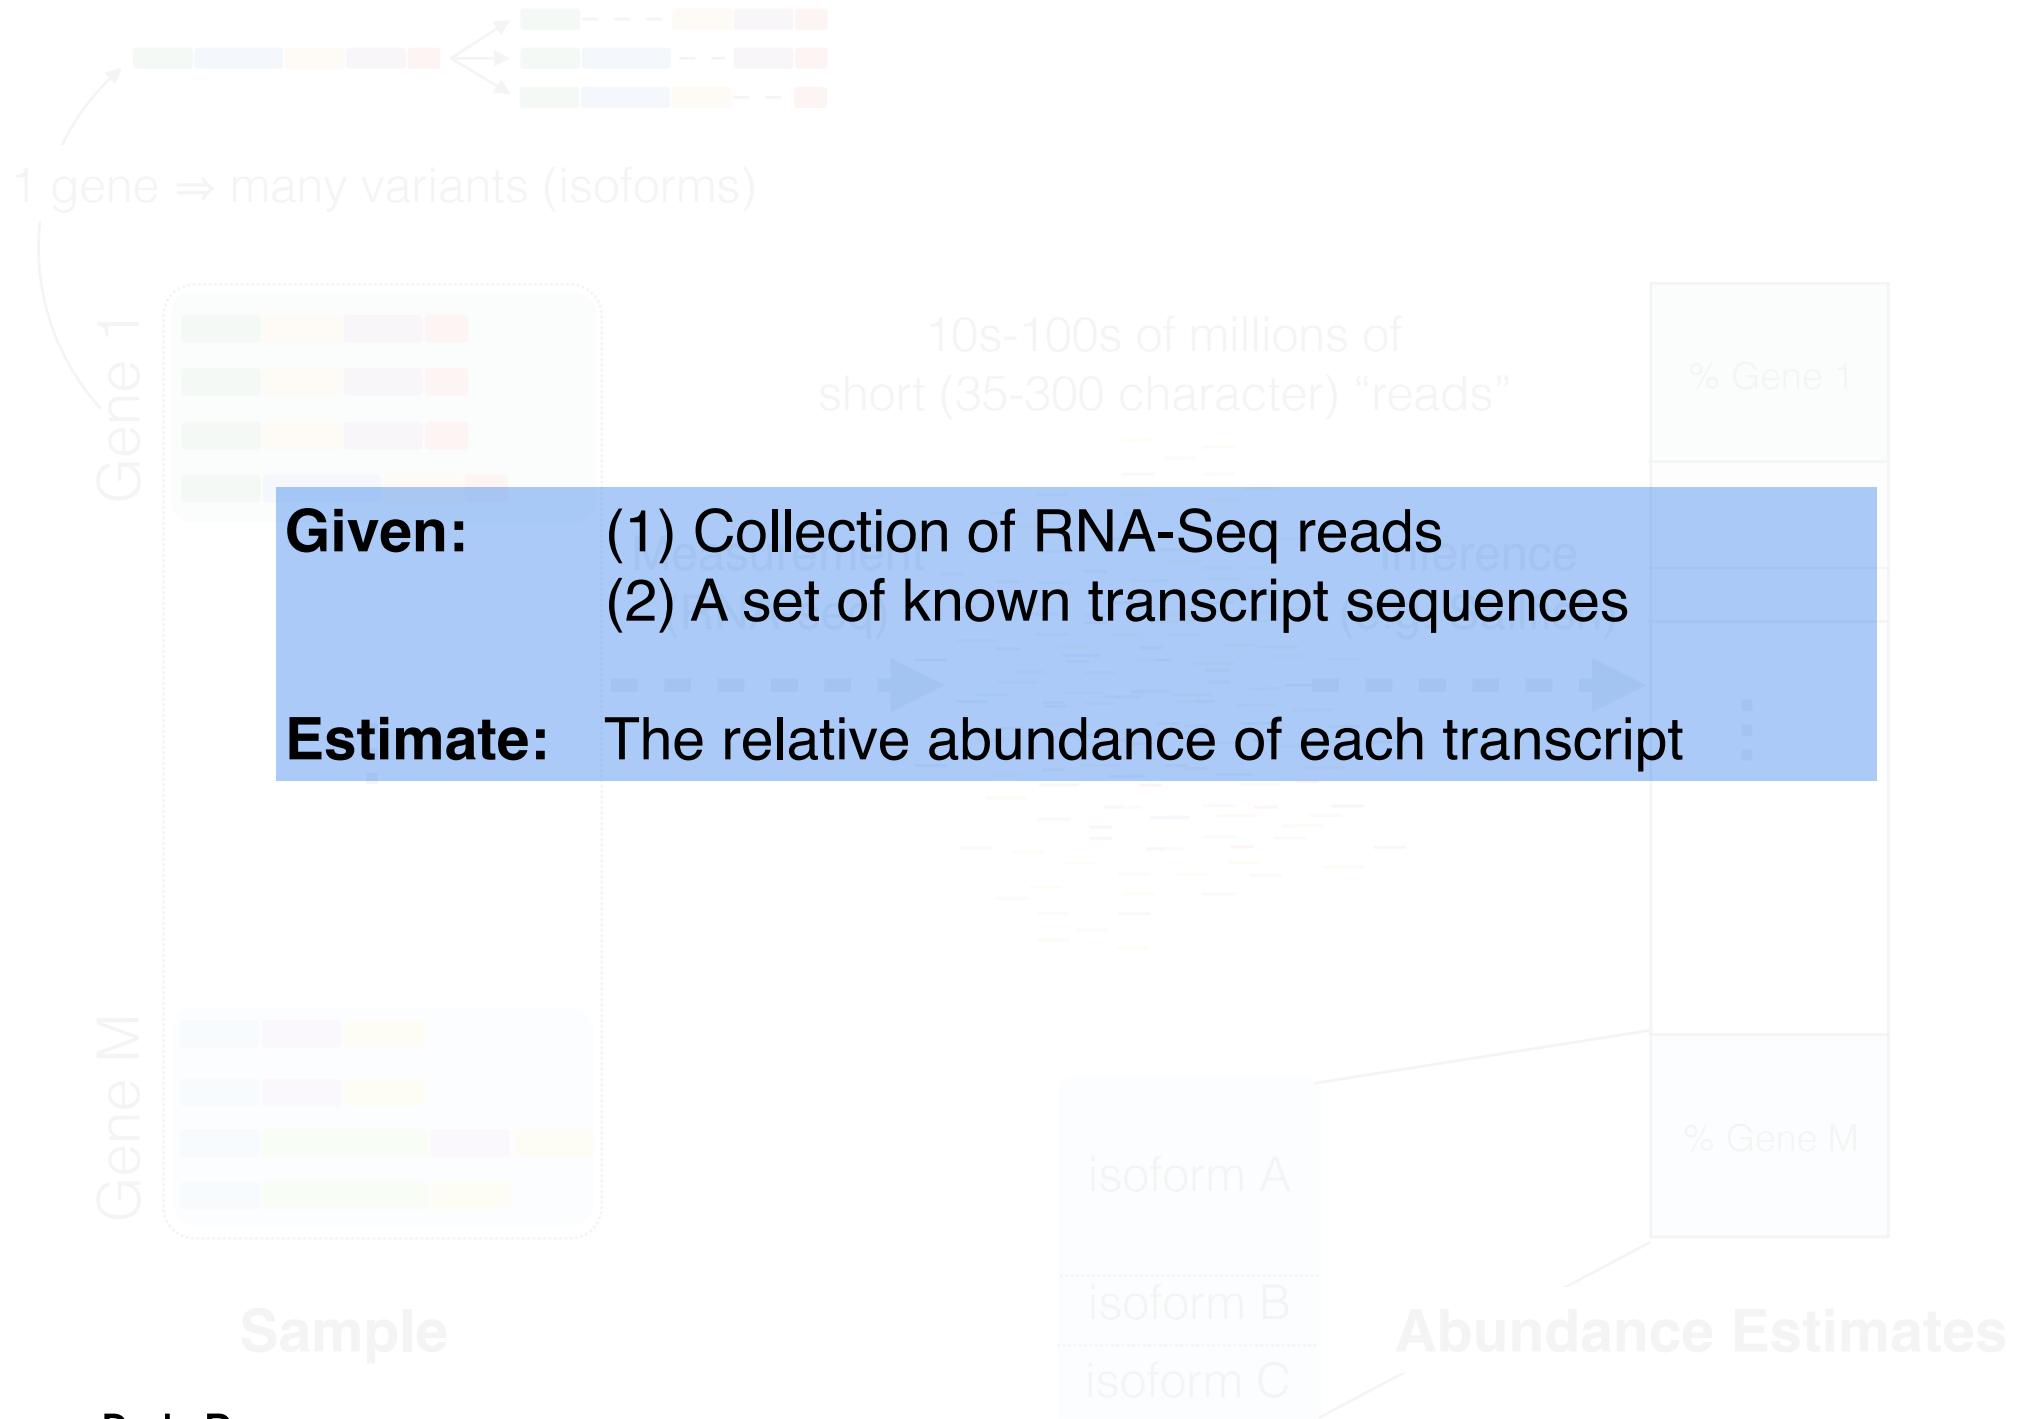 1 gene ⇒ many variants (isoforms)
Gene 1
10s-100s of millions of
short (35-300 character) “reads”
% Gene 1
Given: (1) Collection of RNA-Seq reads
Measurement
Inference
(2) A set of known transcript sequences
Estimate: The relative abundance of each transcript
Gene M
% Gene M
isoform A
isoform B
isoform C
Sample
Abundance Estimates